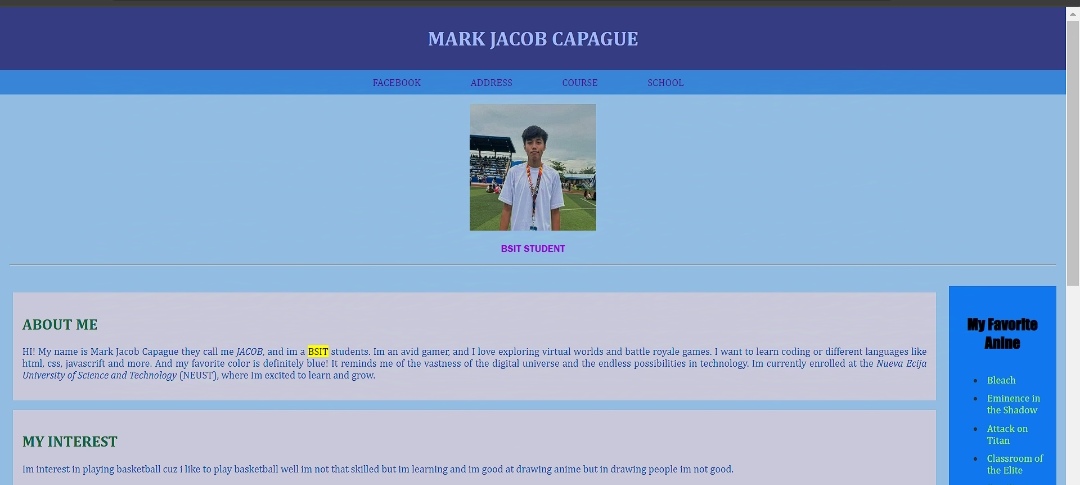 MARK JACOB CAPAGUE
FACEBOOK ADDRESS COURSE SCHOOL
BSIT STUDENT
ABOUT ME
HI! My name is Mark Jacob Capague they call me JACOB, and im a BSIT students. Im an avid gamer, and I love exploring virtual worlds and battle royale games. I want to learn coding or different languages like
html, css, javascrift and more. And my favorite color is definitely blue! It reminds me of the vastness of the digital universe and the endless possibilities in technology. Im currently enrolled at the Nueva Ecija
University of Science and Technology (NEUST), where im excited to learn and grow.
MY INTEREST
Im interest in playing basketball cuz i like to play basketball well im not that skilled but im learning and im good at drawing anime but in drawing people im not good.
My Favorite
Anine
Bleach
Eminence in
the Shadow
Attack on
Titan
Classroom of
the Elite